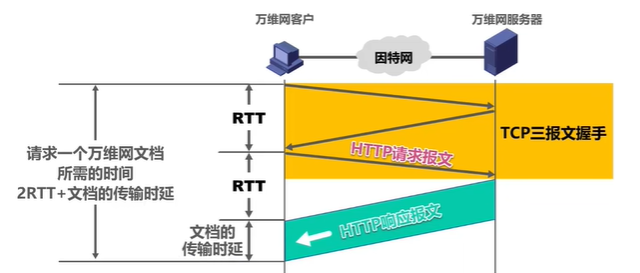 万维网客户
万维网服务器
因特网
RTT
TCP三报文握手
请求一个万维网文档
所需的时间
2RTT+文档的传输时延
HTTP请求报文
RTT
HTTP响应报文
文档的
传输时延